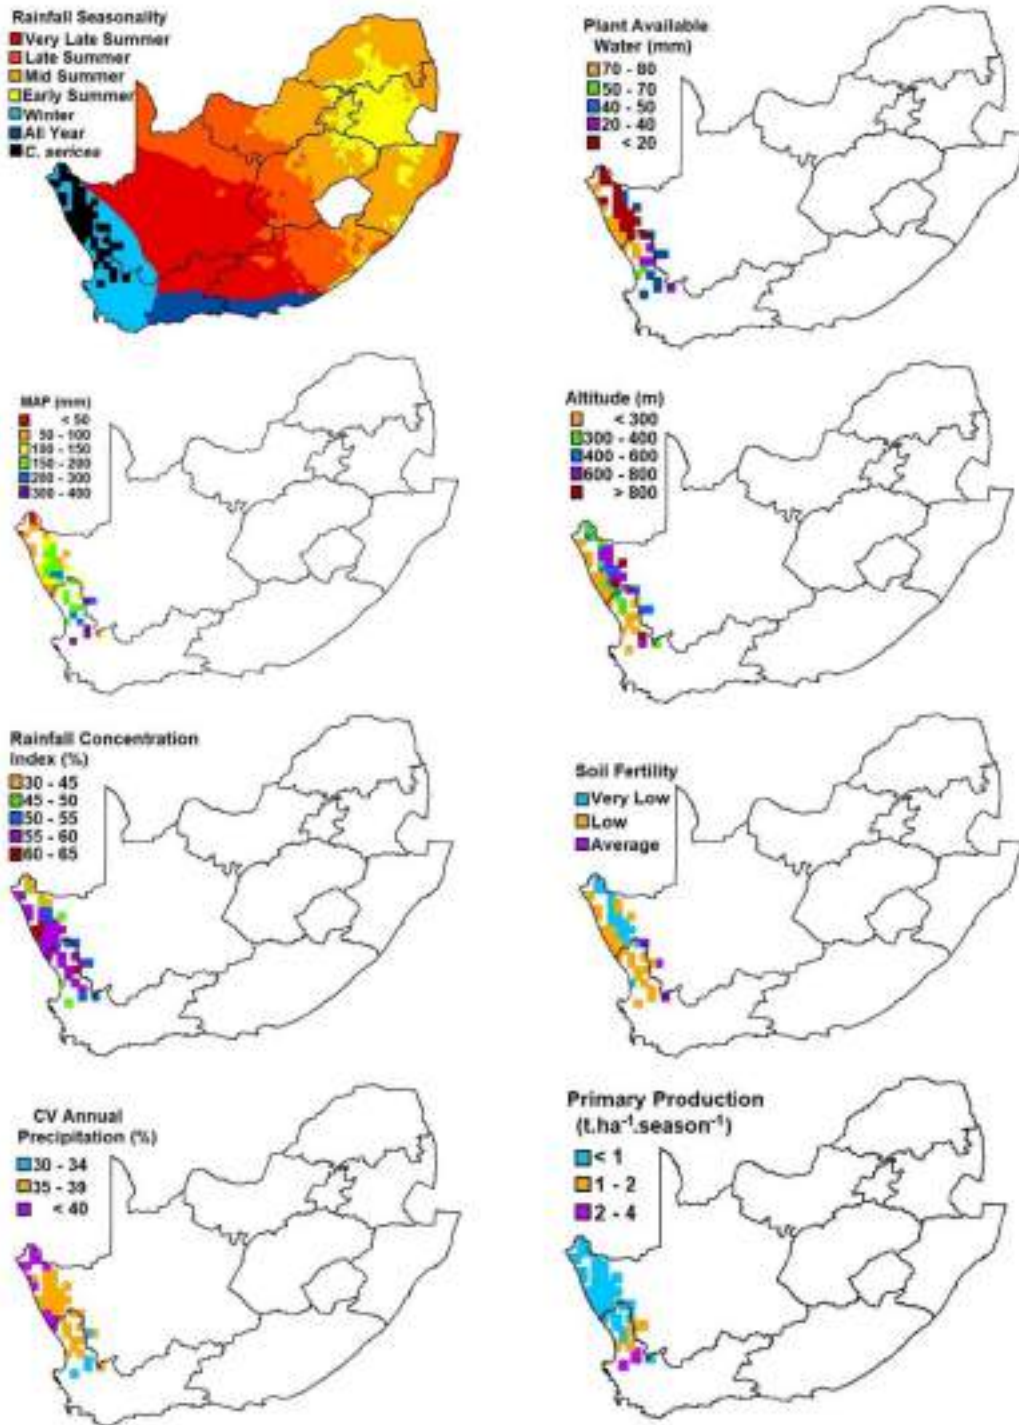 Rainfall Seasonality
Very Late Summer
Late Summer
Mid Summer
Early Summer
Winter
All Year
C. sericea
Plant Available
Water (mm)
70 - 80
50 - 70
40 - 50
20 - 40
< 20
MAP (mm)
< 50
50 - 100
100 - 150
150 - 200
200 - 300
300 - 400
Altitude (m)
< 300
300 - 400
400 - 600
600 - 800
> 800
Rainfall Concentration
Index (%)
30 - 45
45 - 50
50 - 55
55 - 60
60 - 65
Soil Fertility
Very Low
Low
Average
CV Annual
Precipitation (%)
30 - 34
35 - 39
< 40
Primary Production
(t.ha⁻¹.season⁻¹)
< 1
1 - 2
2 - 4